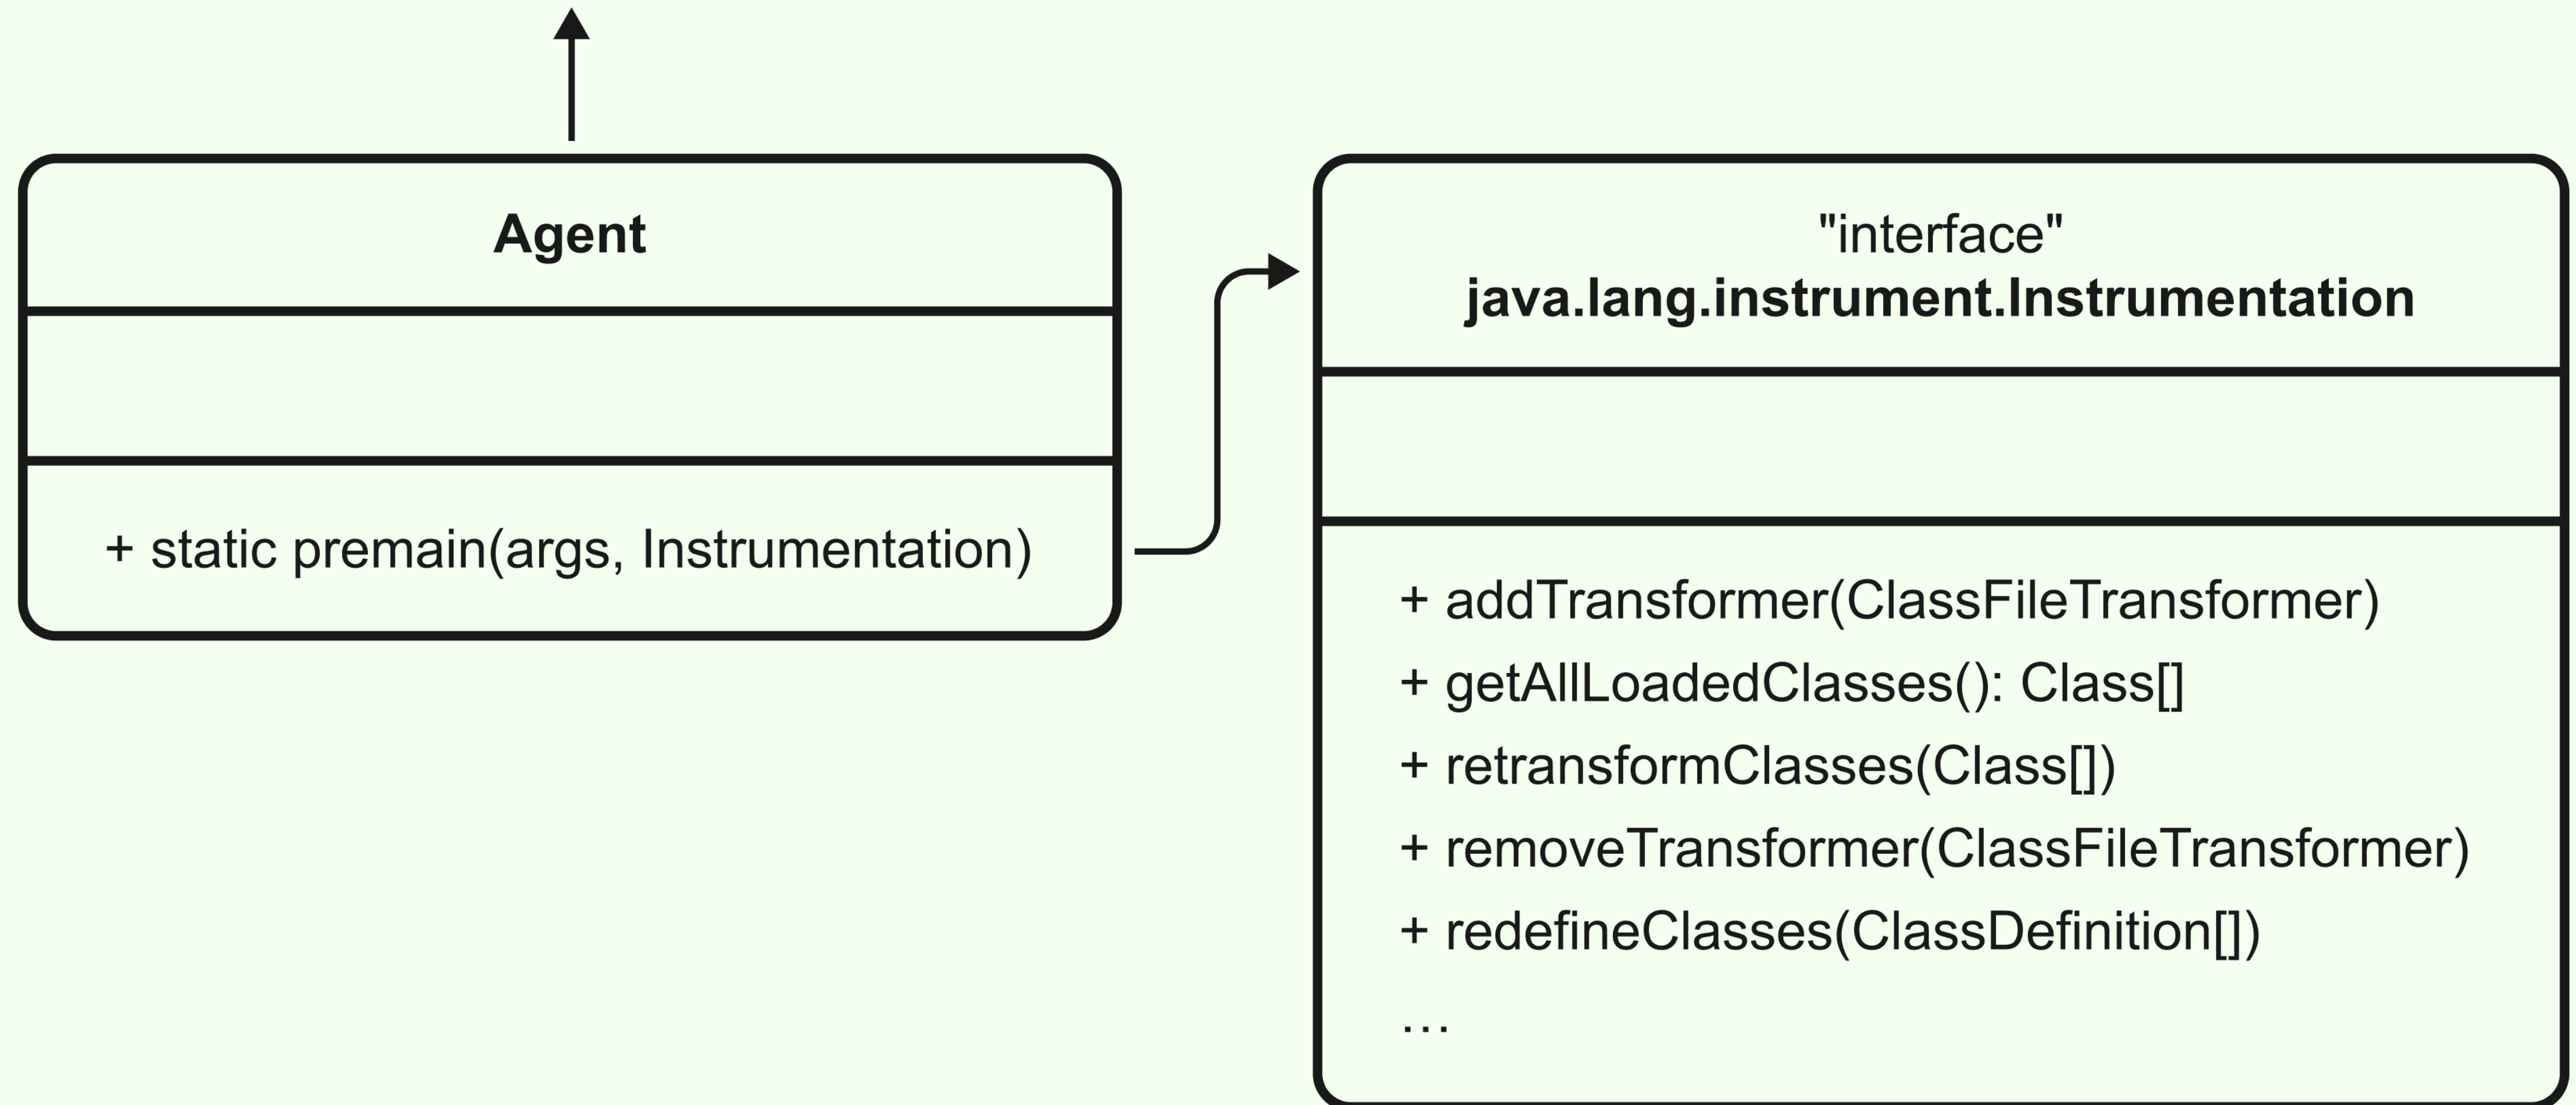 Agent
+ static premain(args, Instrumentation)
"interface"
java.lang.instrument.Instrumentation
+ addTransformer(ClassFileTransformer)
+ getAllLoadedClasses(): Class[]
+ retransformClasses(Class[])
+ removeTransformer(ClassFileTransformer)
+ redefineClasses(ClassDefinition[])
…